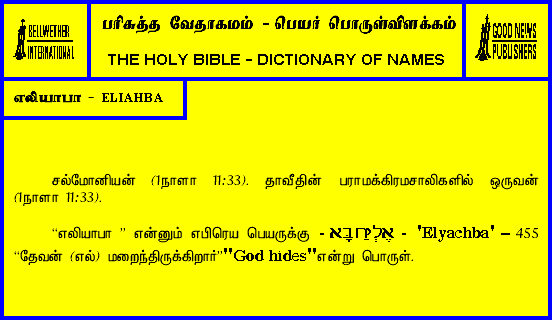 BELLWETHER
INTERNATIONAL
பரிசுத்த வேதாகமம் - பெயர் பொருள்விளக்கம்
THE HOLY BIBLE - DICTIONARY OF NAMES
GOOD NEWS
PUBLISHERS
எலியாபா - ELIAHBA
சல்மோனியன் (1நாளா 11:33). தாவீதின் பராமக்கிரமசாலிகளில் ஒருவன்
(1நாளா 11:33).
“எலியாபா ” என்னும் எபிரெய பெயருக்கு - אֶלְיַחְבָּא - 'Elyachba' – 455
“தேவன் (எல்) மறைந்திருக்கிறார்”"God hides"என்று பொருள்.